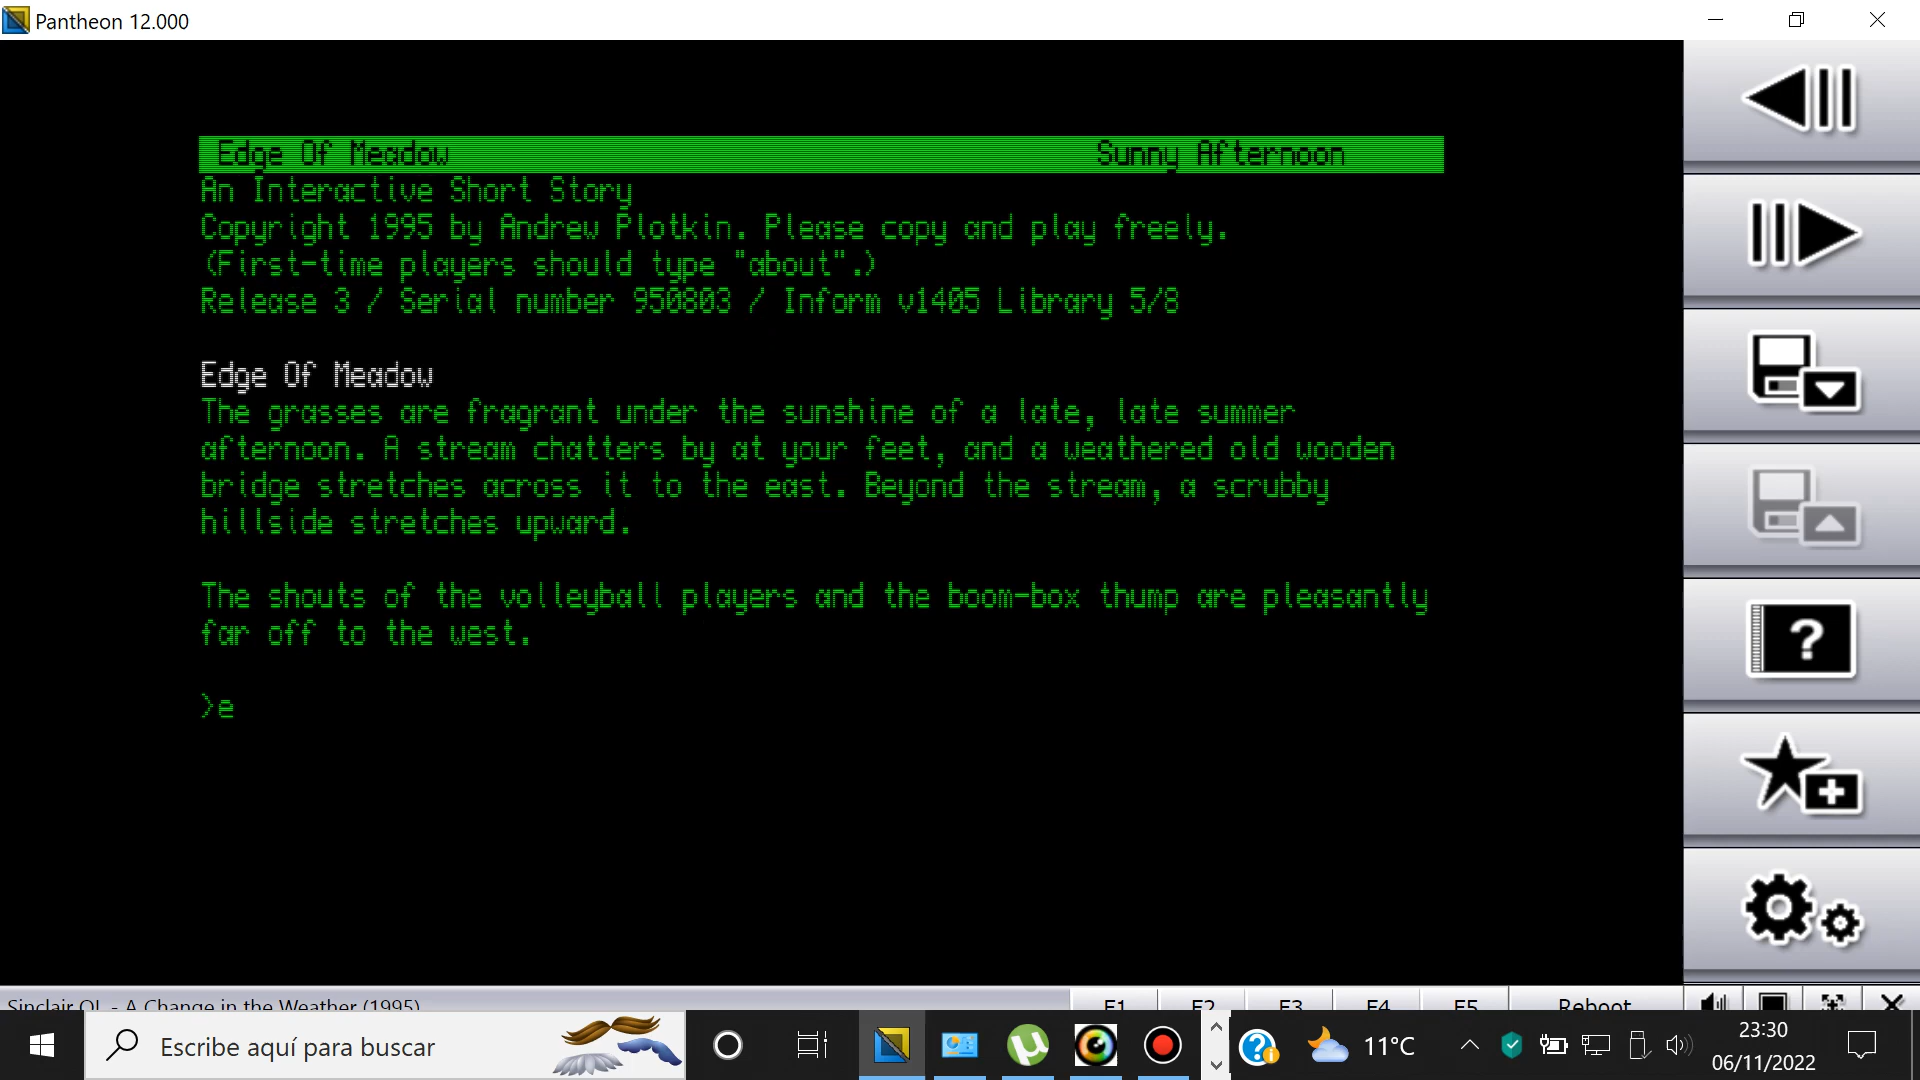 Pantheon 12.000
Edge Of Meadow Sunny Afternoon
An Interactive Short Story
Copyright 1995 by Andrew Plotkin. Please copy and play freely.
(First-time players should type "about".)
Release 3 / Serial number 950803 / Inform v1405 Library 5/8
Edge Of Meadow
The grasses are fragrant under the sunshine of a late, late summer
afternoon. A stream chatters by at your feet, and a weathered old wooden
bridge stretches across it to the east. Beyond the stream, a scrubby
hillside stretches upward.
The shouts of the volleyball players and the boom-box thump are pleasantly
far off to the west.
>e
?
Sinclair QL - A Change in the Weather (1995) F1 F2 F3 F4 F5 Reboot
Escribe aquí para buscar 11°C 23:30
06/11/2022